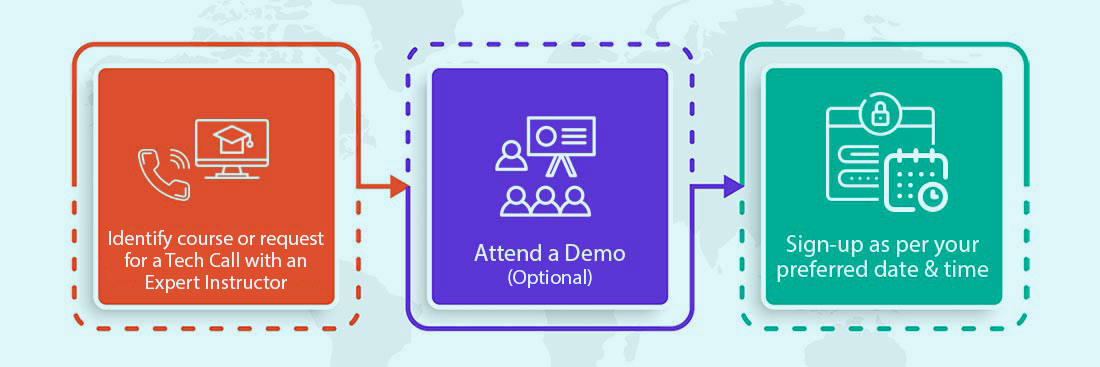 Identify course or request
for a Tech Call with an
Expert Instructor
Attend a Demo
(Optional)
Sign-up as per your
preferred date & time